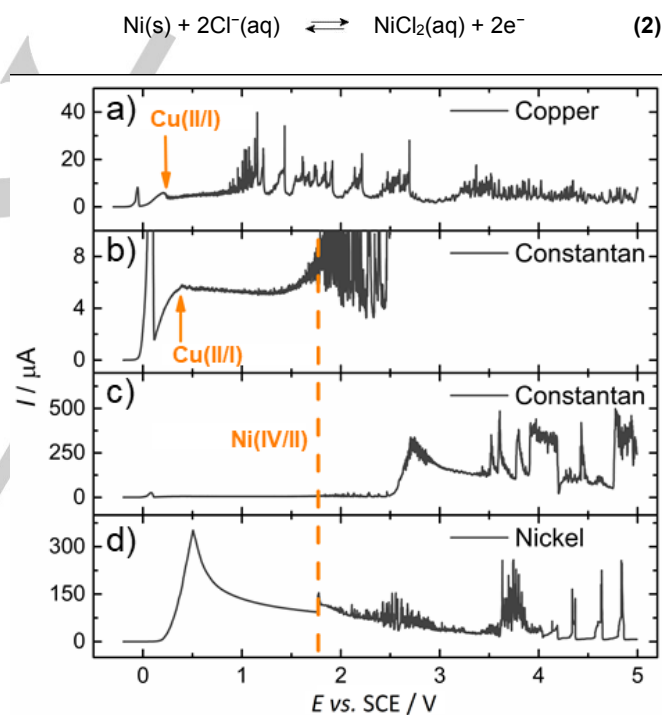 Ni(s) + 2Cl⁻(aq) ⇌ NiCl₂(aq) + 2e⁻ (2)
a) Cu(II/I) Copper
40
20
0
b) Constantan
8
6
4
Cu(II/I)
c) Constantan
500
250
Ni(IV/II)
0
d) Nickel
300
150
0
I / μA
0 1 2 3 4 5
E vs. SCE / V